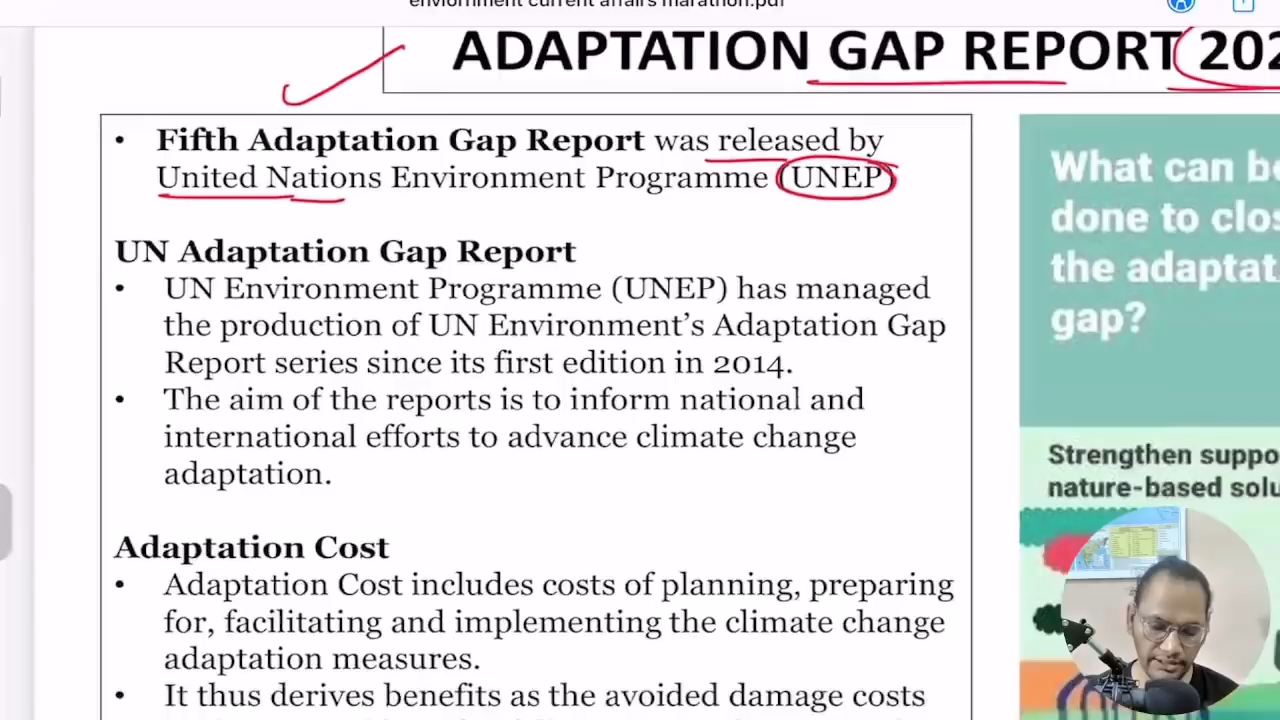 enviornment current affairs marathon.pdf
ADAPTATION GAP REPORT 202
• Fifth Adaptation Gap Report was released by
United Nations Environment Programme (UNEP)
UN Adaptation Gap Report
• UN Environment Programme (UNEP) has managed
the production of UN Environment’s Adaptation Gap
Report series since its first edition in 2014.
• The aim of the reports is to inform national and
international efforts to advance climate change
adaptation.
Adaptation Cost
• Adaptation Cost includes costs of planning, preparing
for, facilitating and implementing the climate change
adaptation measures.
• It thus derives benefits as the avoided damage costs
What can be
done to clos
the adaptat
gap?
Strengthen suppo
nature-based solu